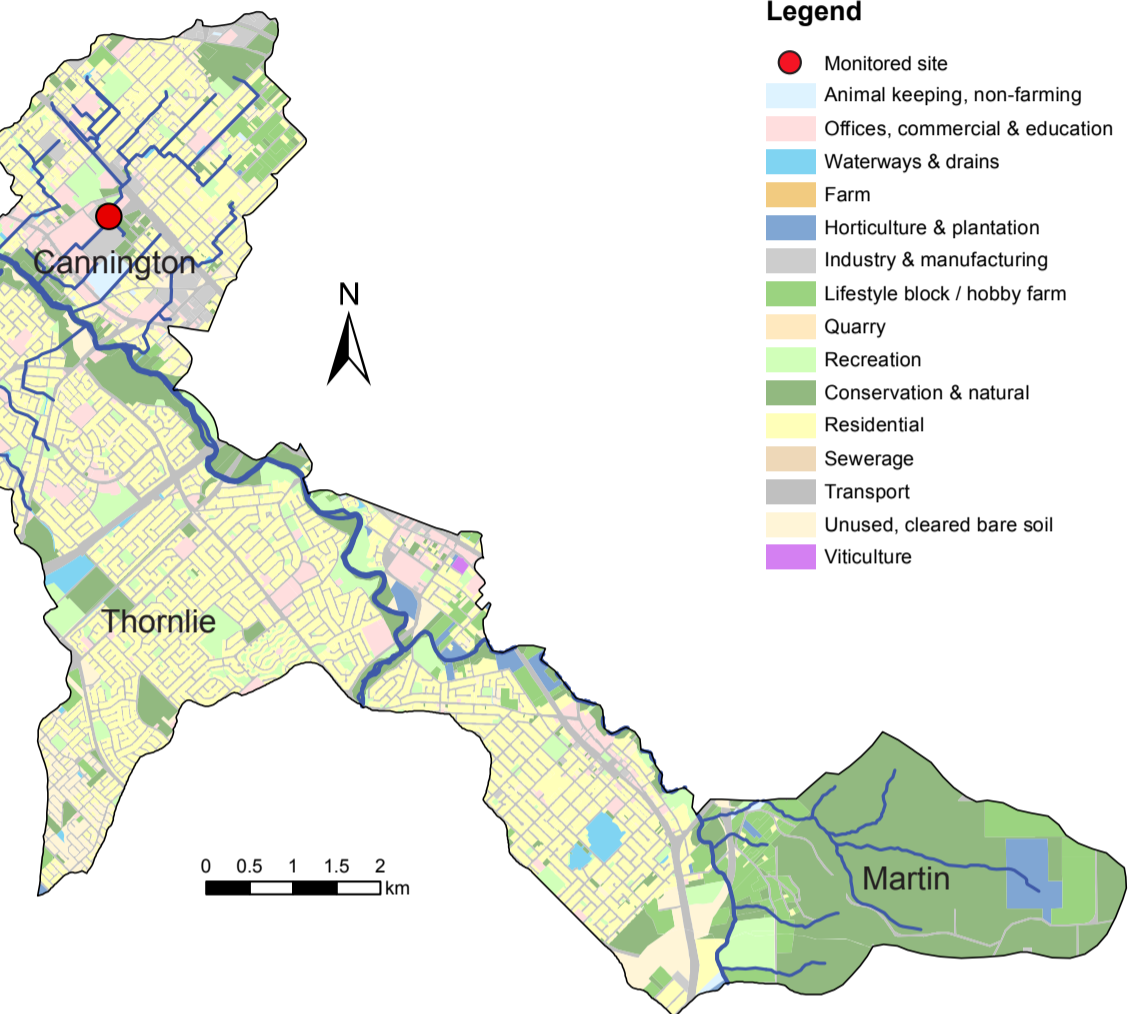 Legend
Monitored site
Animal keeping, non-farming
Offices, commercial & education
Waterways & drains
Farm
Horticulture & plantation
Industry & manufacturing
Lifestyle block / hobby farm
Quarry
Recreation
Conservation & natural
Residential
Sewerage
Transport
Unused, cleared bare soil
Viticulture
Cannington
N
Thornlie
0 0.5 1 1.5 2
km
Martin